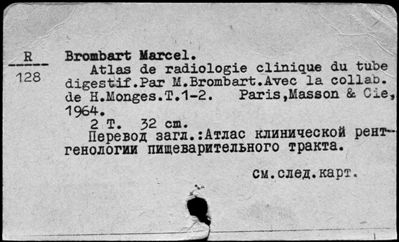 R
128
Brombart Marcel.
Atlas de radiologie clinique du tube
digestif.Par M.Brombart.Avec la collab.
de H.Monges.T.1-2. Paris,Masson & Cie,
1964.
2 T. 32 cm.
Перевод загл.:Атлас клинической рент-
генологии пищеварительного тракта.
см.след.карт.